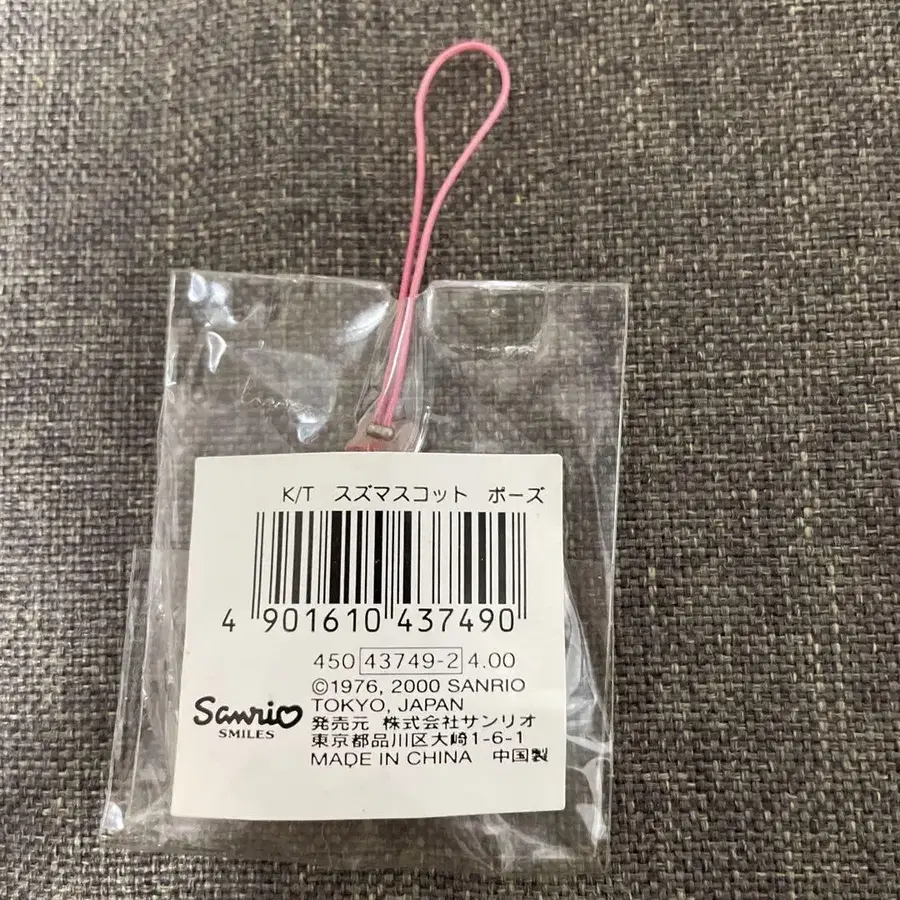 K/T スズマスコット ポーズ
4 901610 437490
450 43749-2 4.00
©1976, 2000 SANRIO
TOKYO, JAPAN
Sanrio
SMILES
発売元 株式会社サンリオ
東京都品川区大崎1-6-1
MADE IN CHINA 中国製